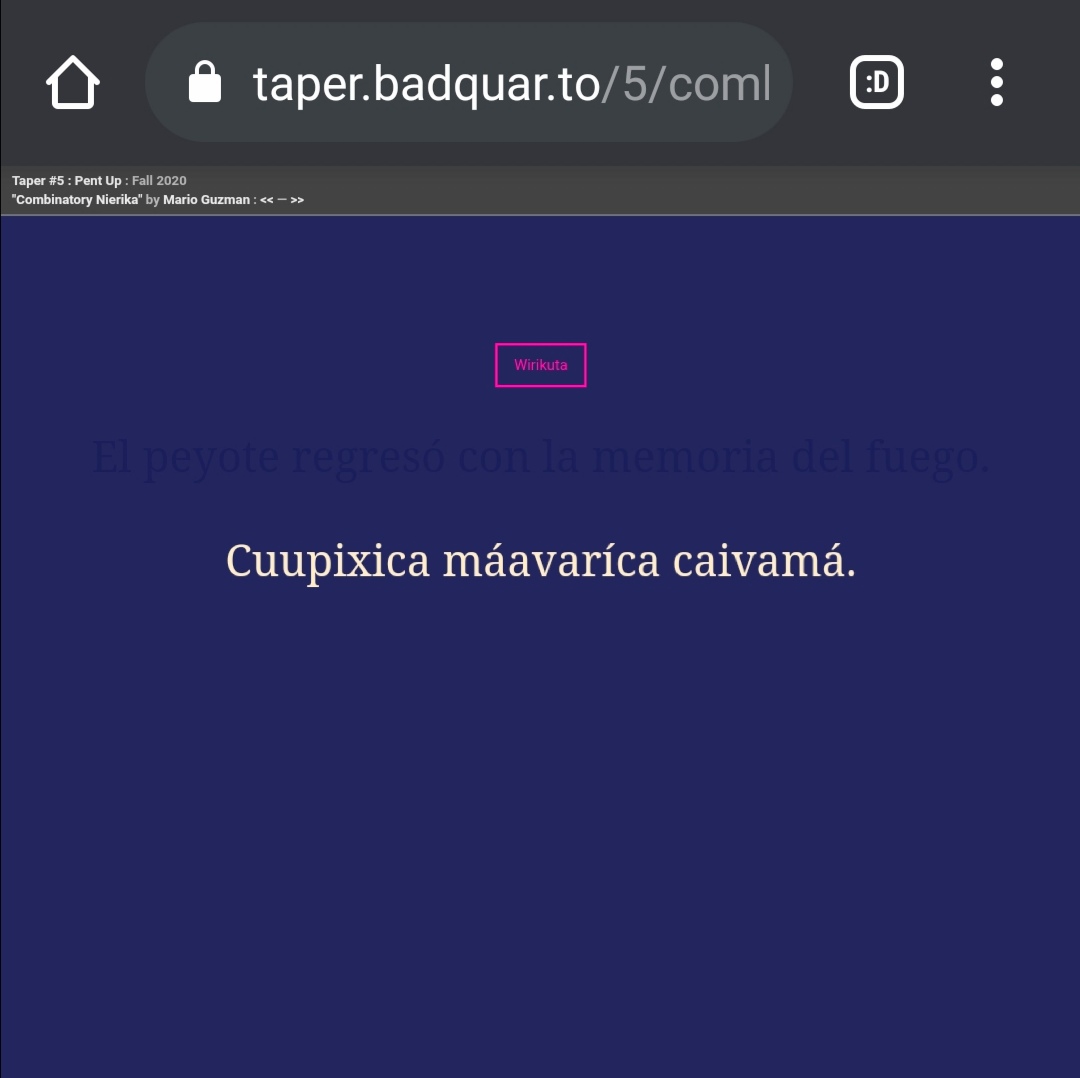 taper.badquar.to/5/coml
:D
Taper #5 : Pent Up : Fall 2020
"Combinatory Nierika" by Mario Guzman : << — >>
Wirikuta
El peyote regresó con la memoria del fuego.
Cuupixica máavaríca caivamá.